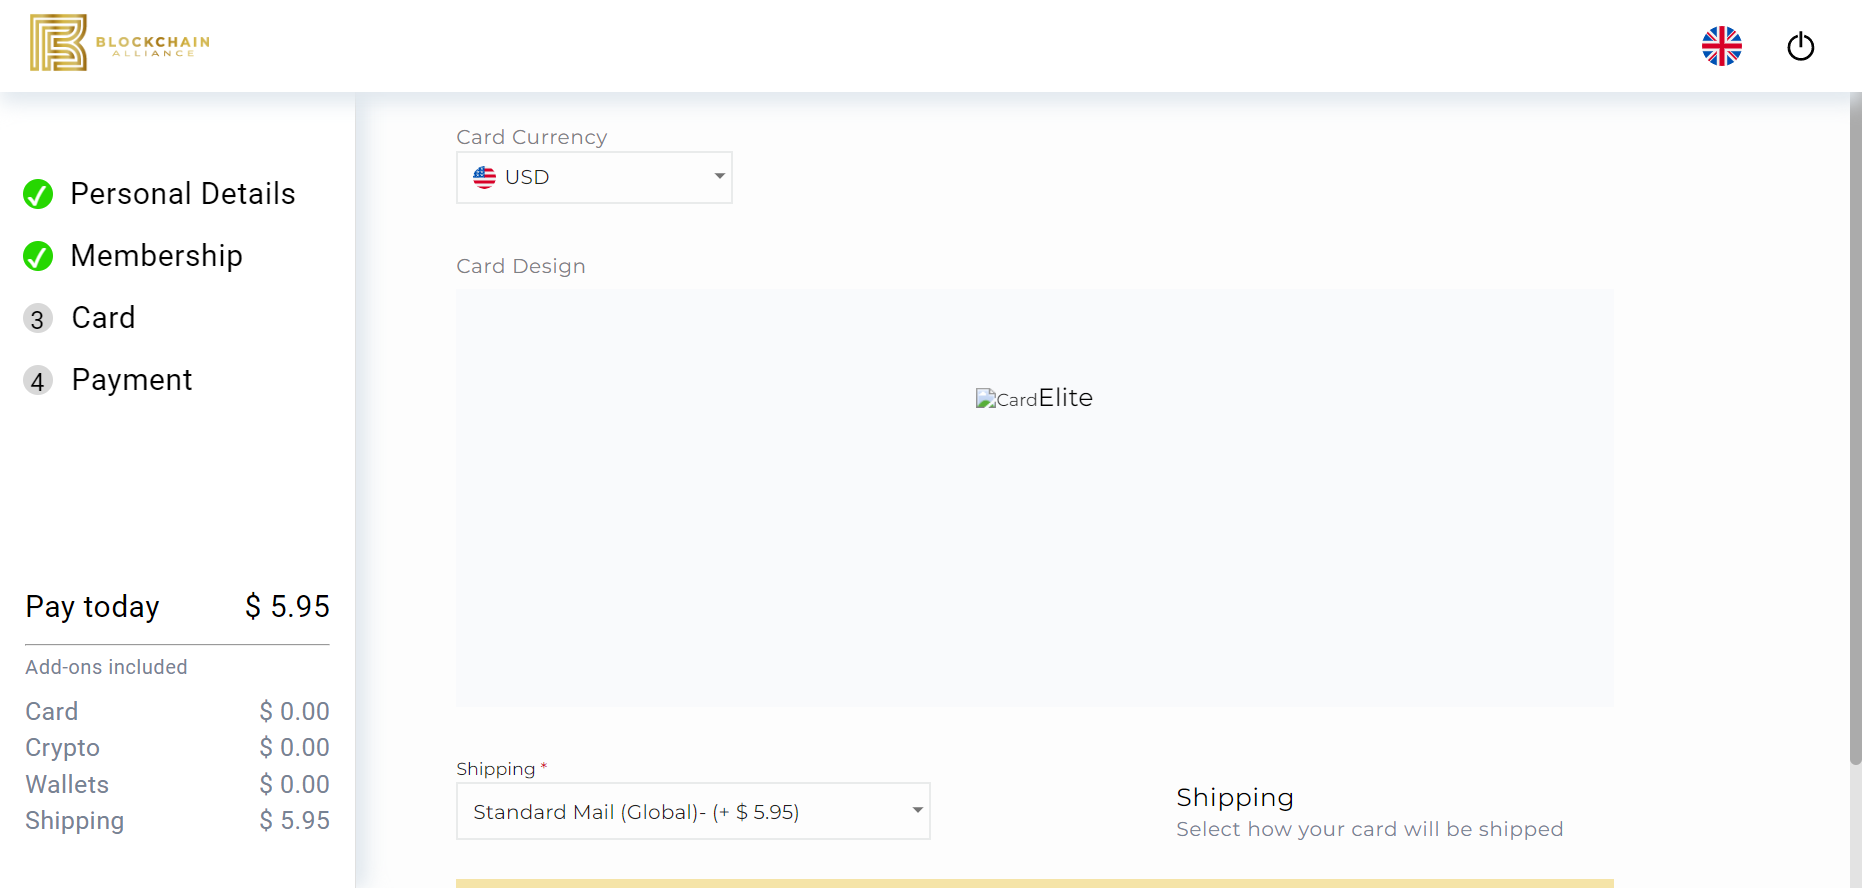 BLOCKCHAIN
ALLIANCE
Personal Details
Membership
3 Card
4 Payment
Pay today $ 5.95
Add-ons included
Card $ 0.00
Crypto $ 0.00
Wallets $ 0.00
Shipping $ 5.95
Card Currency
USD
Card Design
CardElite
Shipping *
Standard Mail (Global)- (+ $ 5.95)
Shipping
Select how your card will be shipped